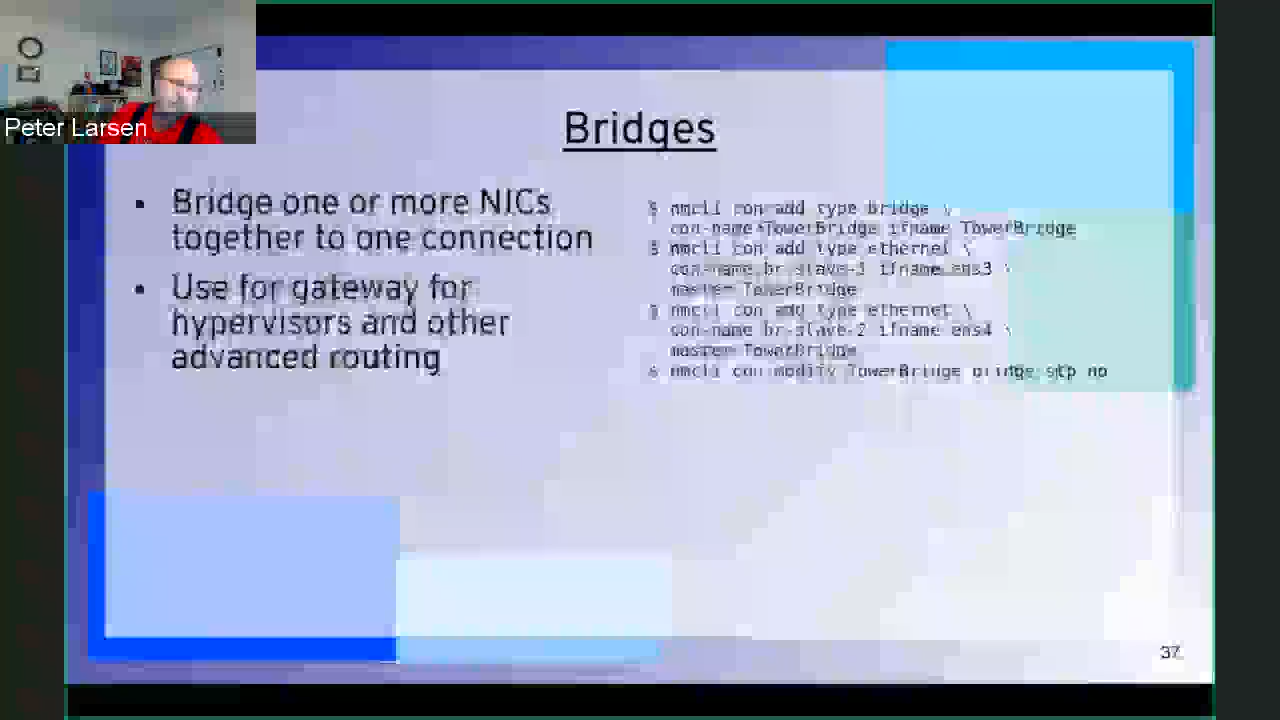 Peter Larsen
Bridges
• Bridge one or more NICs
together to one connection
• Use for gateway for
hypervisors and other
advanced routing
$ nmcli con add type bridge \
con-name TowerBridge ifname TowerBridge
$ nmcli con add type ethernet \
con-name br-slave-1 ifname ens3 \
master TowerBridge
$ nmcli con add type ethernet \
con-name br-slave-2 ifname ens4 \
master TowerBridge
$ nmcli con modify TowerBridge bridge.stp no
37